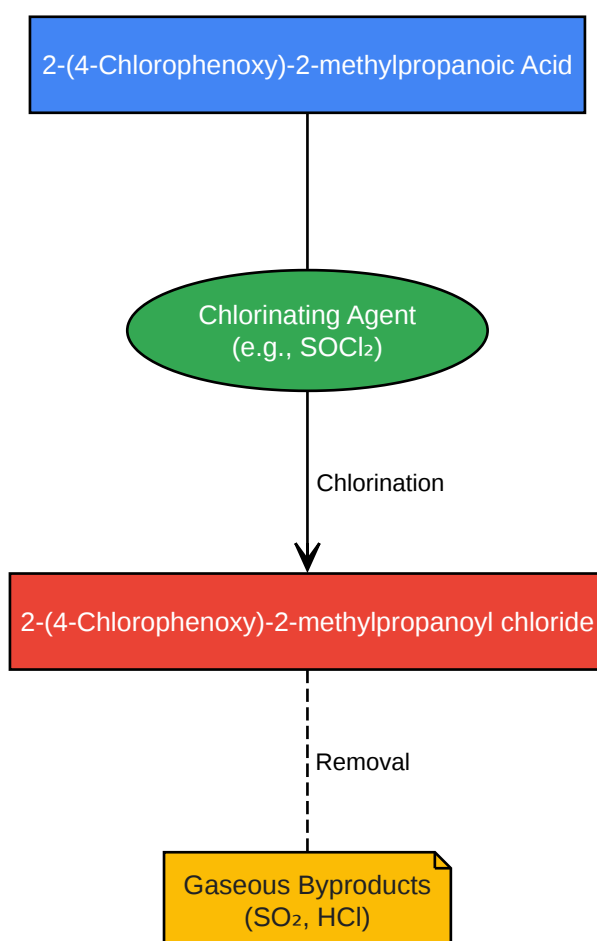 2-(4-Chlorophenoxy)-2-methylpropanoic Acid
Chlorinating Agent
(e.g., SOCl₂)
Chlorination
2-(4-Chlorophenoxy)-2-methylpropanoyl chloride
Removal
Gaseous Byproducts
(SO₂, HCl)